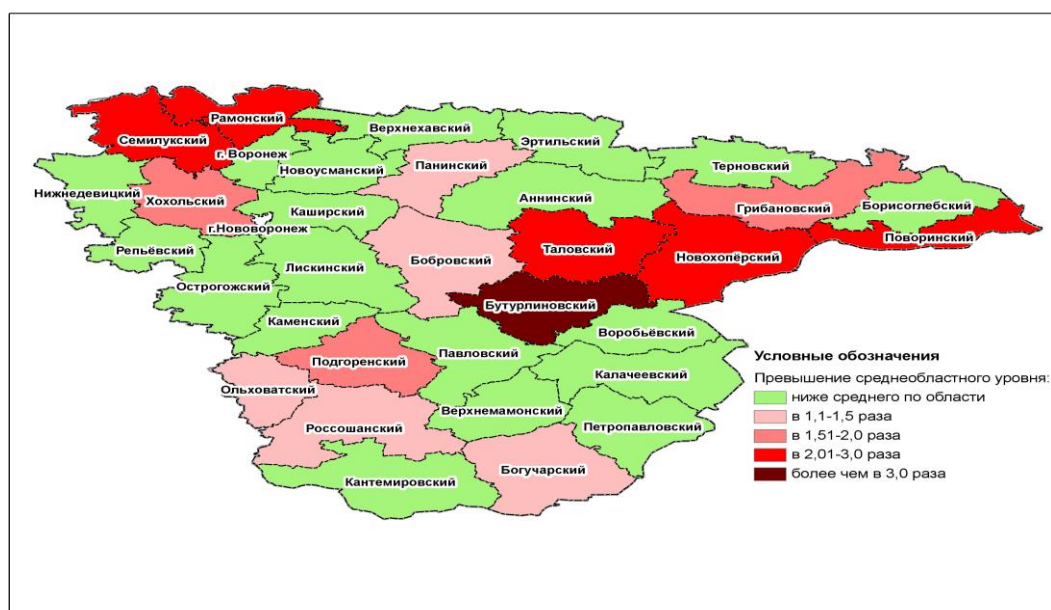 Рамонский
Верхнехавский
Семилукский
Эртильский
г. Воронеж
Панинский
Терновский
Новоусманский
Нижнедевицкий
Хохольский
Аннинский
Грибановский
Борисоглебский
Каширский
г.Нововоронеж
Поворинский
Репьёвский
Таловский
Новохопёрский
Бобровский
Лискинский
Острогожский
Бутурлиновский
Каменский
Воробьёвский
Павловский
Подгоренский
Калачеевский
Ольховатский
Верхнемамонский
Петропавловский
Россошанский
Богучарский
Кантемировский
Условные обозначения
Превышение среднеобластного уровня:
ниже среднего по области
в 1,1-1,5 раза
в 1,51-2,0 раза
в 2,01-3,0 раза
более чем в 3,0 раза